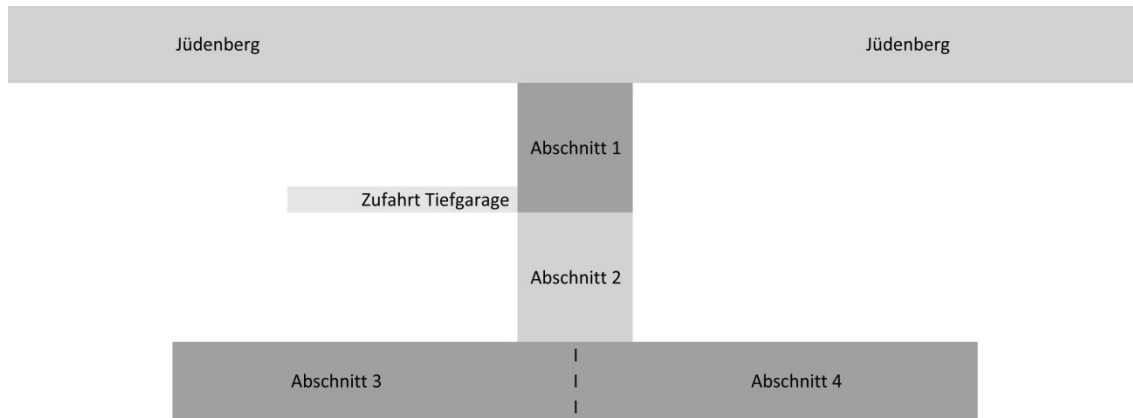 Jüdenberg
Jüdenberg
Abschnitt 1
Zufahrt Tiefgarage
Abschnitt 2
Abschnitt 3
Abschnitt 4